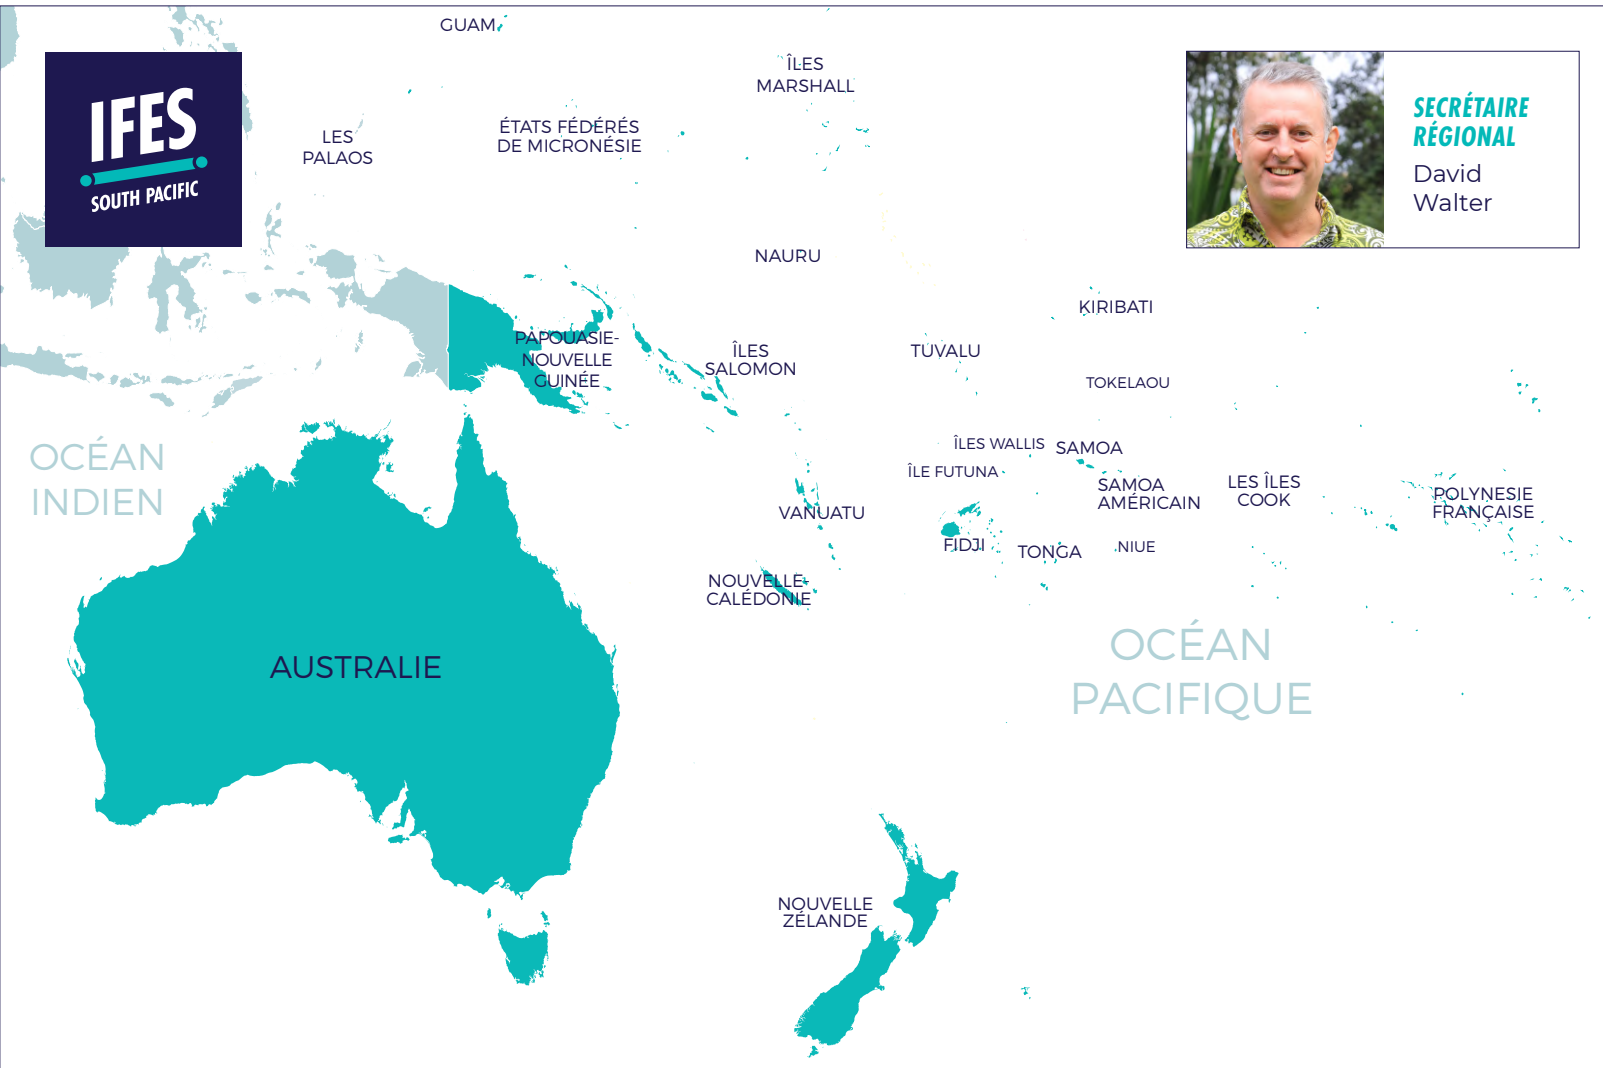 GUAM
ÎLES
MARSHALL
IFES
SOUTH PACIFIC
SECRÉTAIRE
RÉGIONAL
David
Walter
LES
PALAOS
ÉTATS FÉDÉRÉS
DE MICRONÉSIE
NAURU
KIRIBATI
PAPOUASIE-
NOUVELLE
GUINÉE
ÎLES
SALOMON
TUVALU
TOKELAOU
OCÉAN
INDIEN
ÎLES WALLIS
SAMOA
ÎLE FUTUNA
SAMOA
AMÉRICAIN
LES ÎLES
COOK
POLYNESIE
FRANÇAISE
VANUATU
FIDJI
TONGA
NIUE
NOUVELLE-
CALÉDONIE
AUSTRALIE
OCÉAN
PACIFIQUE
NOUVELLE
ZÉLANDE